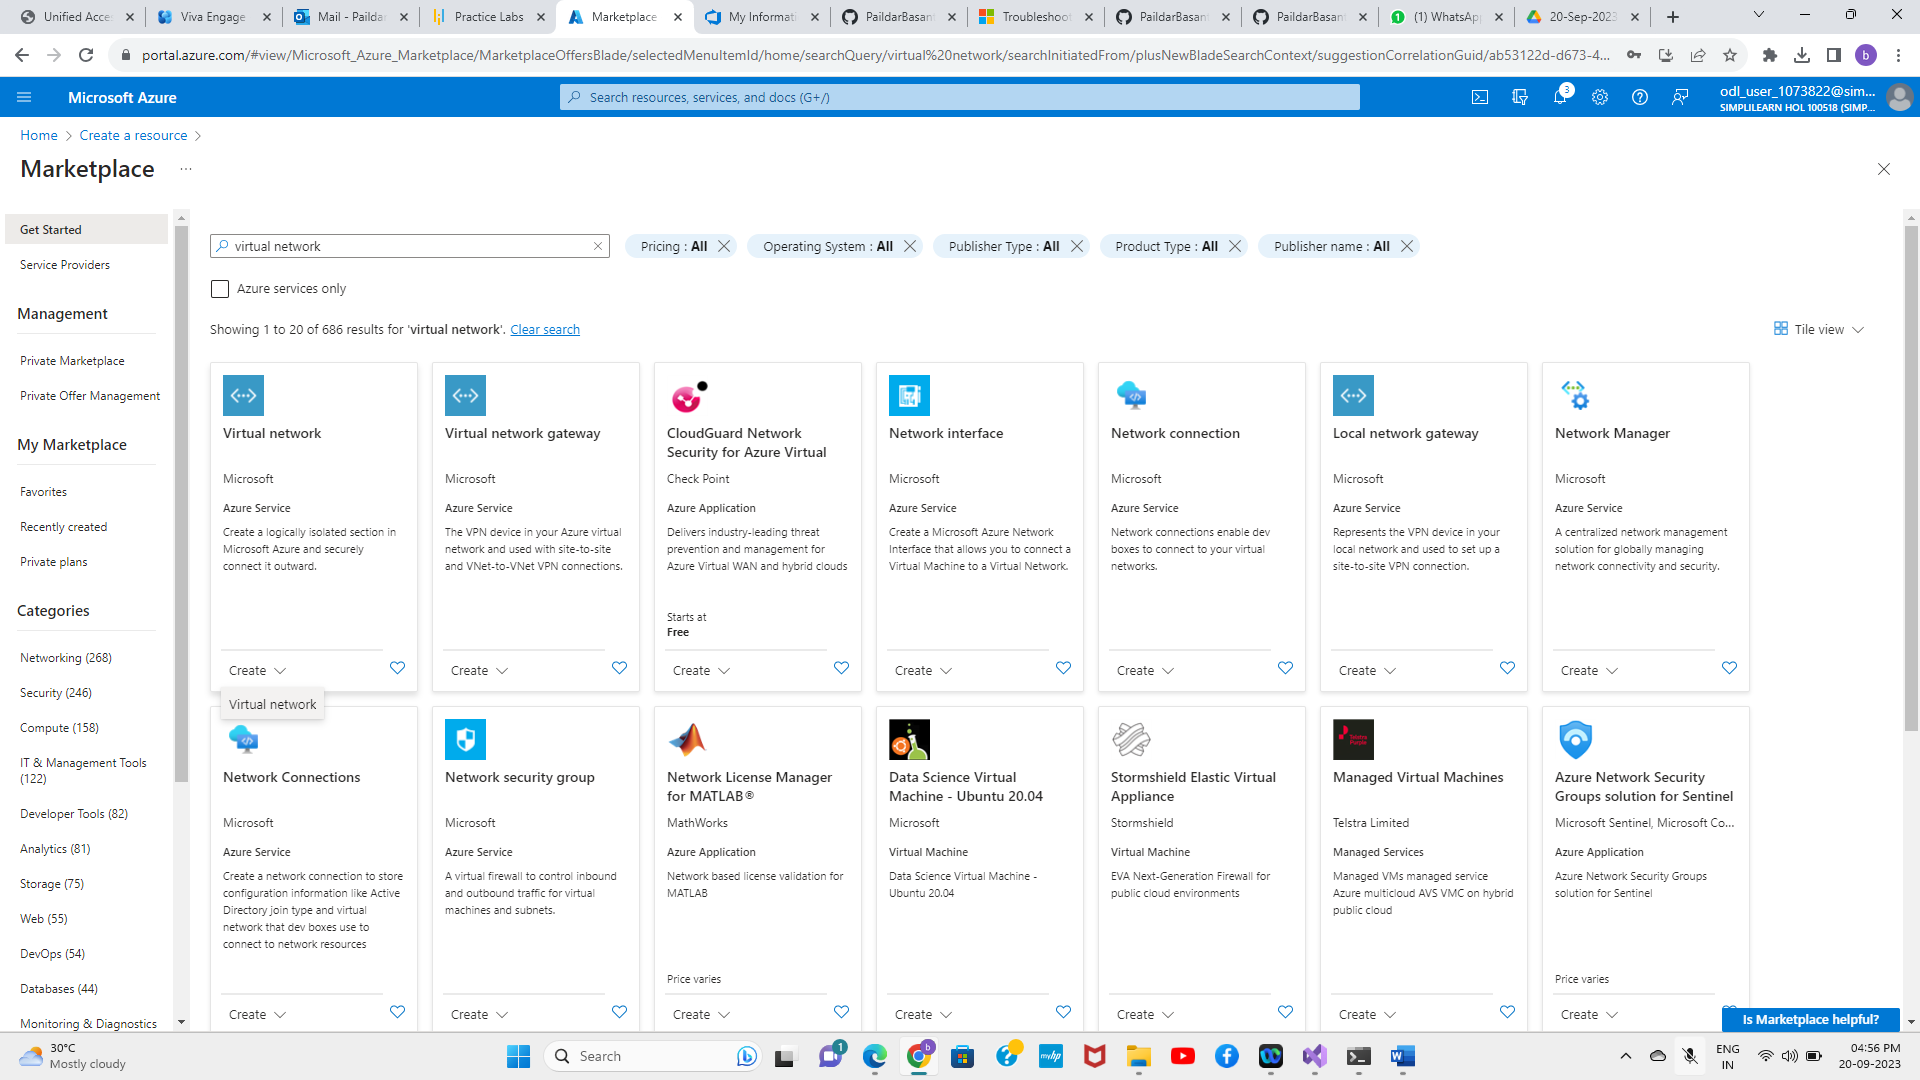 Unified Acce
Viva Engage
Mail - Paildar
Practice Labs
Marketplace
My Informati
PaildarBasant
Troubleshoot
PaildarBasant
PaildarBasant
(1) WhatsAp
20-Sep-2023
portal.azure.com/#view/Microsoft_Azure_Marketplace/MarketplaceOffersBlade/selectedMenuItemId/home/searchQuery/virtual%20network/searchInitiatedFrom/plusNewBladeSearchContext/suggestionCorrelationGuid/ab53122d-d673-4...
b
Microsoft Azure
Search resources, services, and docs (G+/)
3
odl_user_1073822@sim...
SIMPLILEARN HOL 100518 (SIMP...
Home > Create a resource >
Marketplace ...
Get Started
Service Providers
Management
Private Marketplace
Private Offer Management
My Marketplace
Favorites
Recently created
Private plans
Categories
Networking (268)
Security (246)
Compute (158)
IT & Management Tools
(122)
Developer Tools (82)
Analytics (81)
Storage (75)
Web (55)
DevOps (54)
Databases (44)
Monitoring & Diagnostics
virtual network
Pricing : All
Operating System : All
Publisher Type : All
Product Type : All
Publisher name : All
Azure services only
Showing 1 to 20 of 686 results for 'virtual network'. Clear search
Tile view
Virtual network
Microsoft
Azure Service
Create a logically isolated section in
Microsoft Azure and securely
connect it outward.
Create
Virtual network gateway
Microsoft
Azure Service
The VPN device in your Azure virtual
network and used with site-to-site
and VNet-to-VNet VPN connections.
Create
CloudGuard Network
Security for Azure Virtual
Check Point
Azure Application
Delivers industry-leading threat
prevention and management for
Azure Virtual WAN and hybrid clouds
Starts at
Free
Create
Network interface
Microsoft
Azure Service
Create a Microsoft Azure Network
Interface that allows you to connect a
Virtual Machine to a Virtual Network.
Create
Network connection
Microsoft
Azure Service
Network connections enable dev
boxes to connect to your virtual
networks.
Create
Local network gateway
Microsoft
Azure Service
Represents the VPN device in your
local network and used to set up a
site-to-site VPN connection.
Create
Network Manager
Microsoft
Azure Service
A centralized network management
solution for globally managing
network connectivity and security.
Create
Virtual network
Network Connections
Microsoft
Azure Service
Create a network connection to store
configuration information like Active
Directory join type and virtual
network that dev boxes use to
connect to network resources
Create
Network security group
Microsoft
Azure Service
A virtual firewall to control inbound
and outbound traffic for virtual
machines and subnets.
Create
Network License Manager
for MATLAB®
MathWorks
Azure Application
Network based license validation for
MATLAB
Price varies
Create
Data Science Virtual
Machine - Ubuntu 20.04
Microsoft
Virtual Machine
Data Science Virtual Machine -
Ubuntu 20.04
Create
Stormshield Elastic Virtual
Appliance
Stormshield
Virtual Machine
EVA Next-Generation Firewall for
public cloud environments
Create
Telstra
Purple
Managed Virtual Machines
Telstra Limited
Managed Services
Managed VMs managed service
Azure multicloud AVS VMC on hybrid
public cloud
Create
Azure Network Security
Groups solution for Sentinel
Microsoft Sentinel, Microsoft Co...
Azure Application
Azure Network Security Groups
solution for Sentinel
Price varies
Create
Is Marketplace helpful?
30°C
Mostly cloudy
Search
1
b
myhp
ENG
IN
04:56 PM
20-09-2023